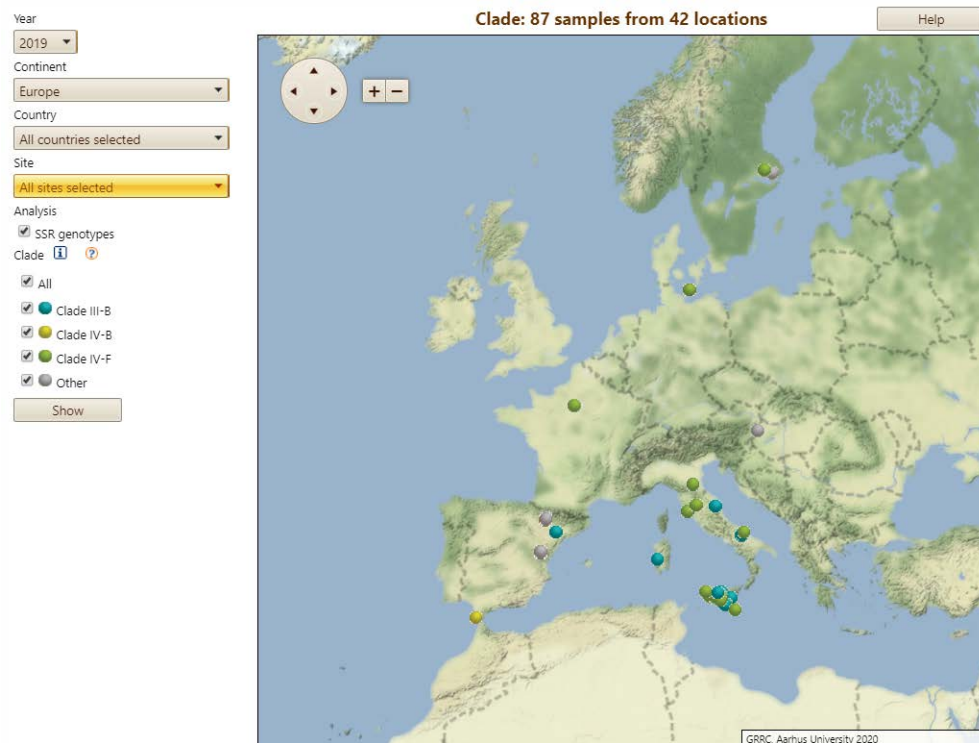 Year
2019
Continent
Europe
Country
All countries selected
Site
All sites selected
Analysis
SSR genotypes
Clade
All
Clade III-B
Clade IV-B
Clade IV-F
Other
Show
Clade: 87 samples from 42 locations
Help
GRRC, Aarhus University 2020